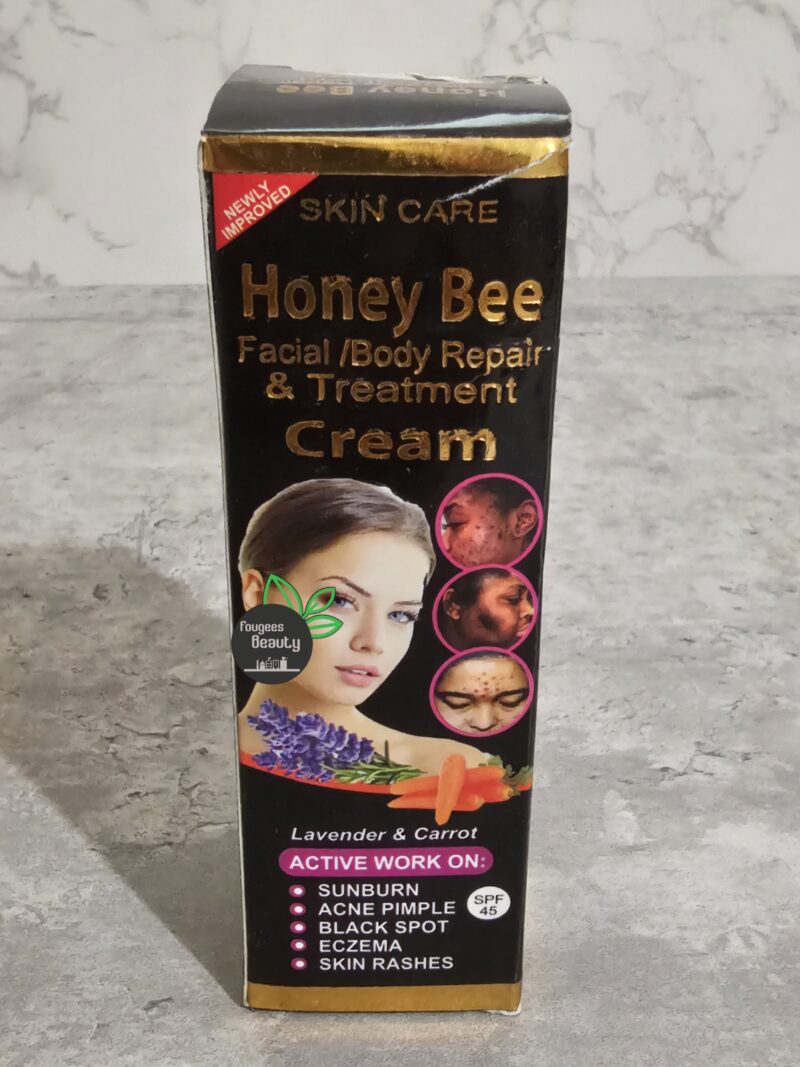 Honey Bee
NEWLY
IMPROVED
SKIN CARE
Honey Bee
Facial /Body Repair
& Treatment
Cream
fougees
Beauty
Lavender & Carrot
ACTIVE WORK ON:
SUNBURN
ACNE PIMPLE
BLACK SPOT
ECZEMA
SKIN RASHES
SPF
45